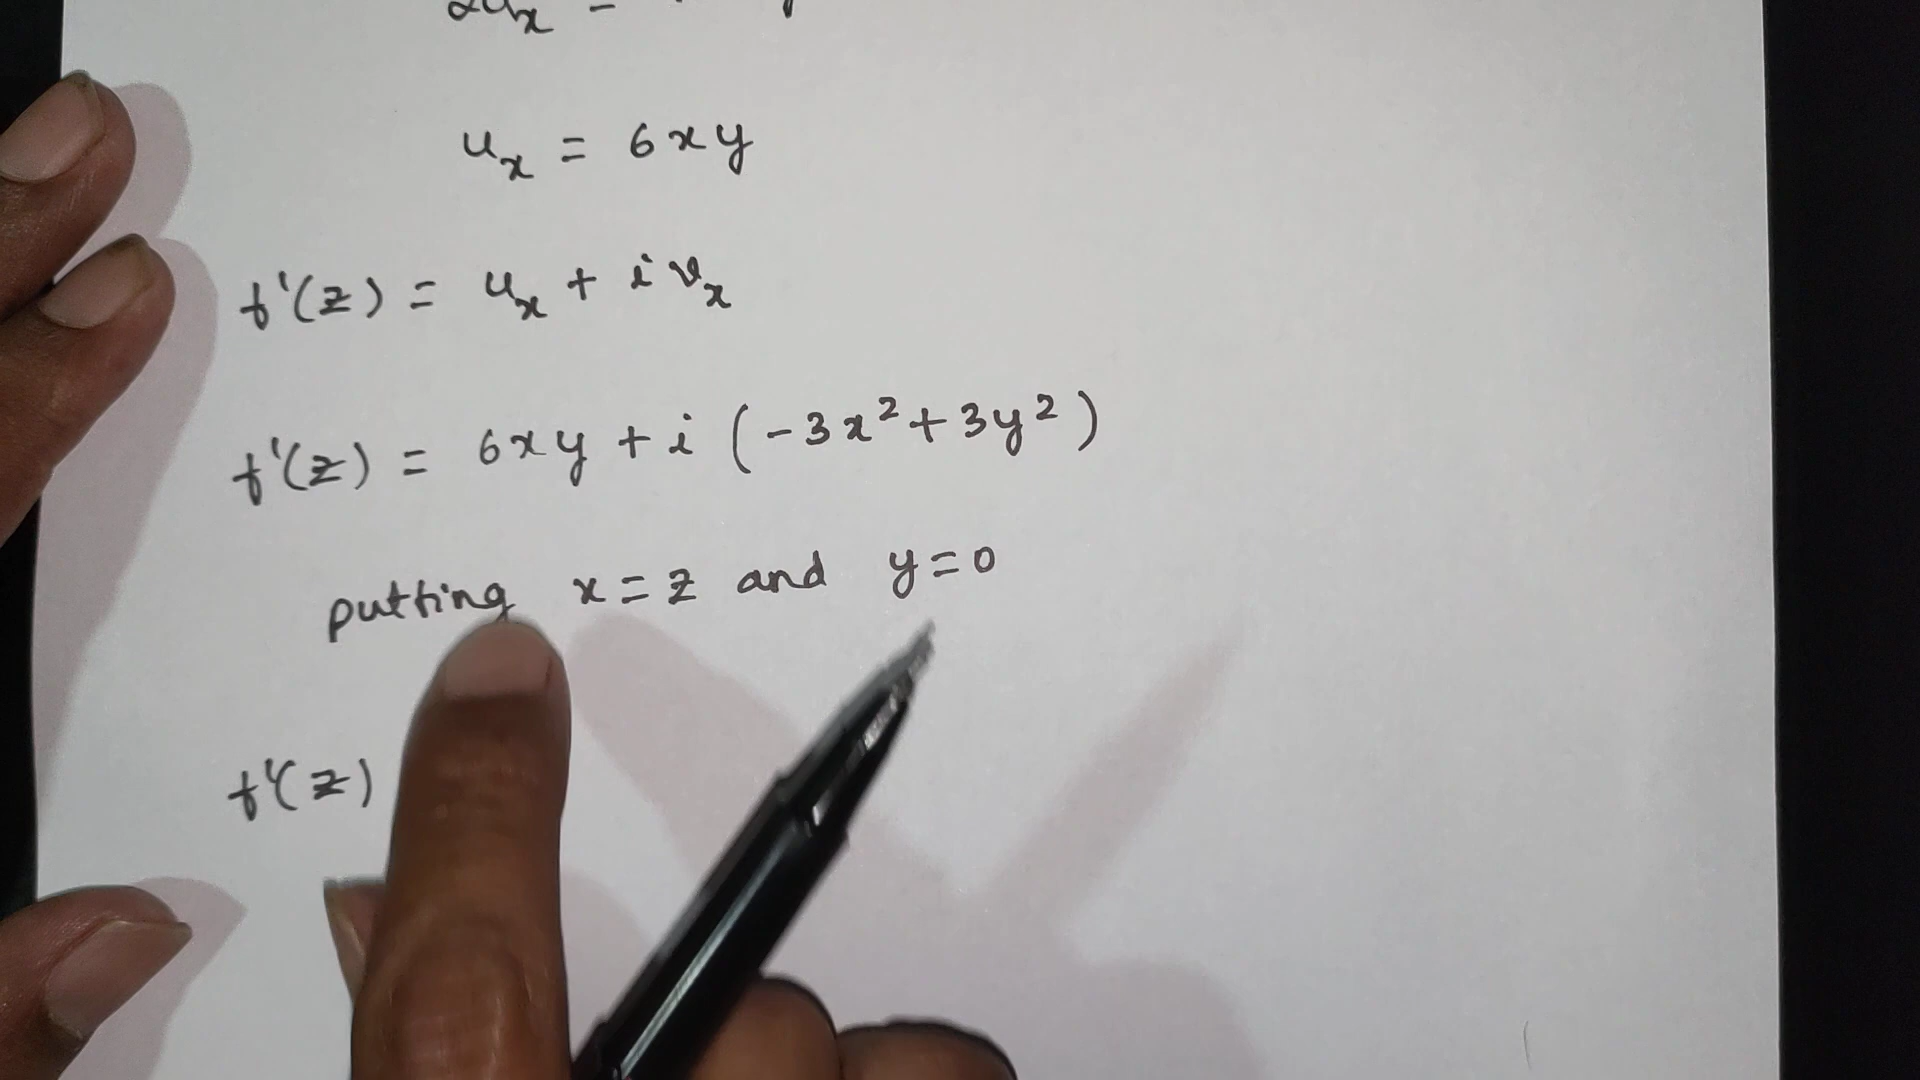 u_x = 6xy
f'(z) = u_x + i v_x
f'(z) = 6xy + i (-3x² + 3y²)
putting x = z and y = 0
f'(z)